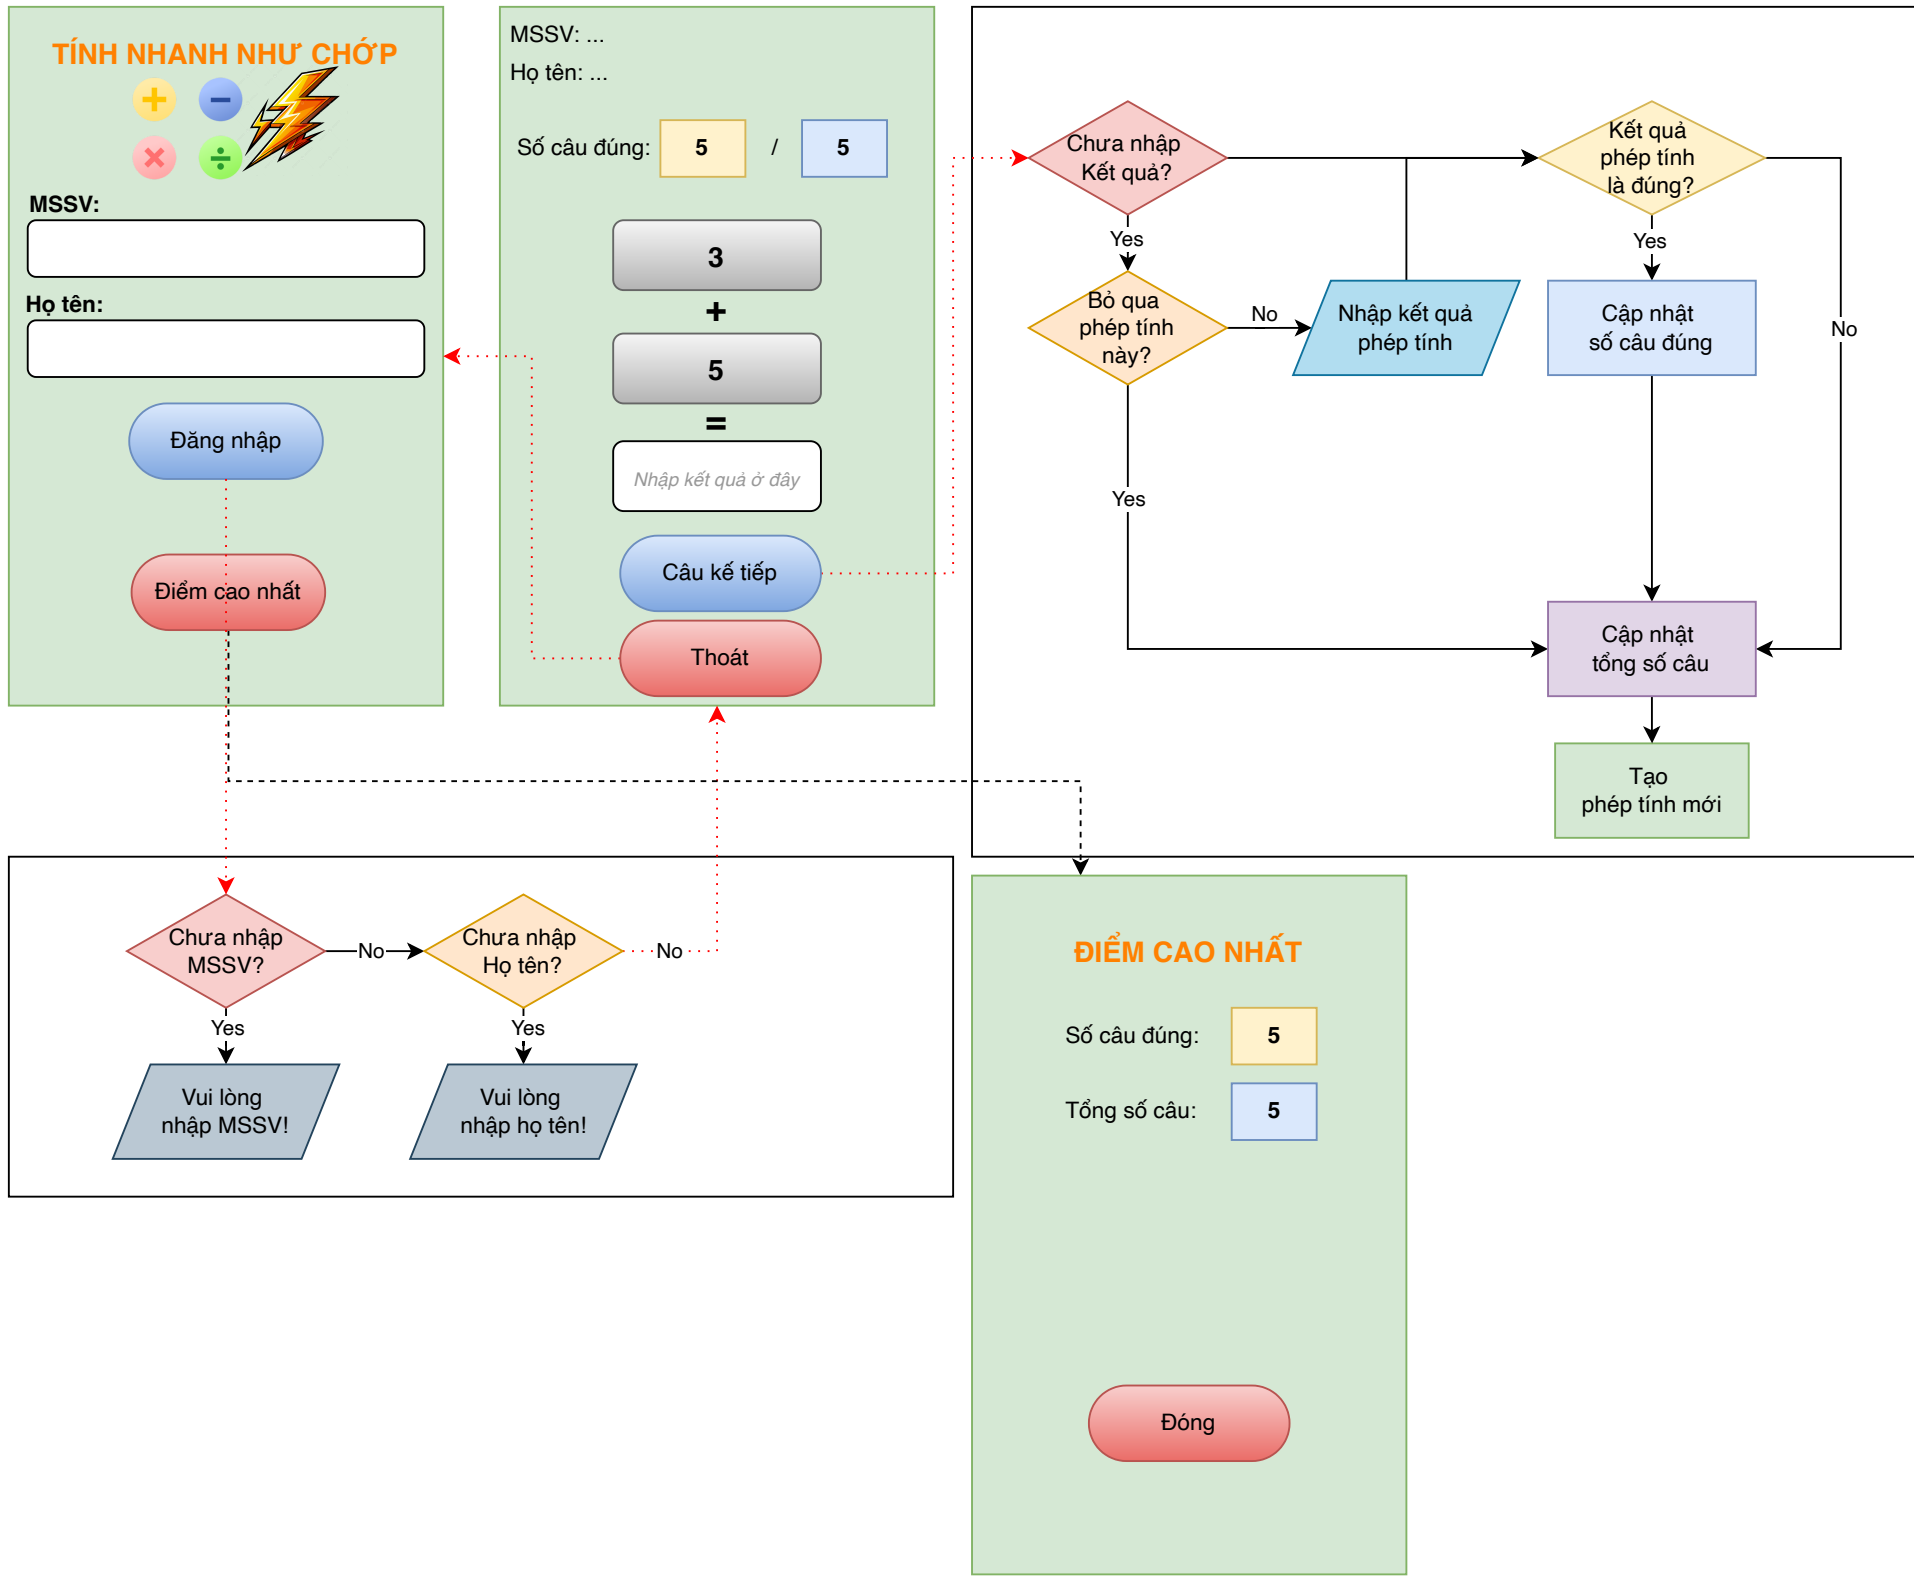 TÍNH NHANH NHƯ CHỚP
MSSV:
Họ tên:
Đăng nhập
Điểm cao nhất
MSSV: ...
Họ tên: ...
Số câu đúng: 5 / 5
3
+
5
=
Nhập kết quả ở đây
Câu kế tiếp
Thoát
Chưa nhập
Kết quả?
Yes
Bỏ qua
phép tính
này?
No
Yes
Nhập kết quả
phép tính
Kết quả
phép tính
là đúng?
Yes
No
Cập nhật
số câu đúng
Cập nhật
tổng số câu
Tạo
phép tính mới
Chưa nhập
MSSV?
No
Yes
Vui lòng
nhập MSSV!
Chưa nhập
Họ tên?
No
Yes
Vui lòng
nhập họ tên!
ĐIỂM CAO NHẤT
Số câu đúng: 5
Tổng số câu: 5
Đóng